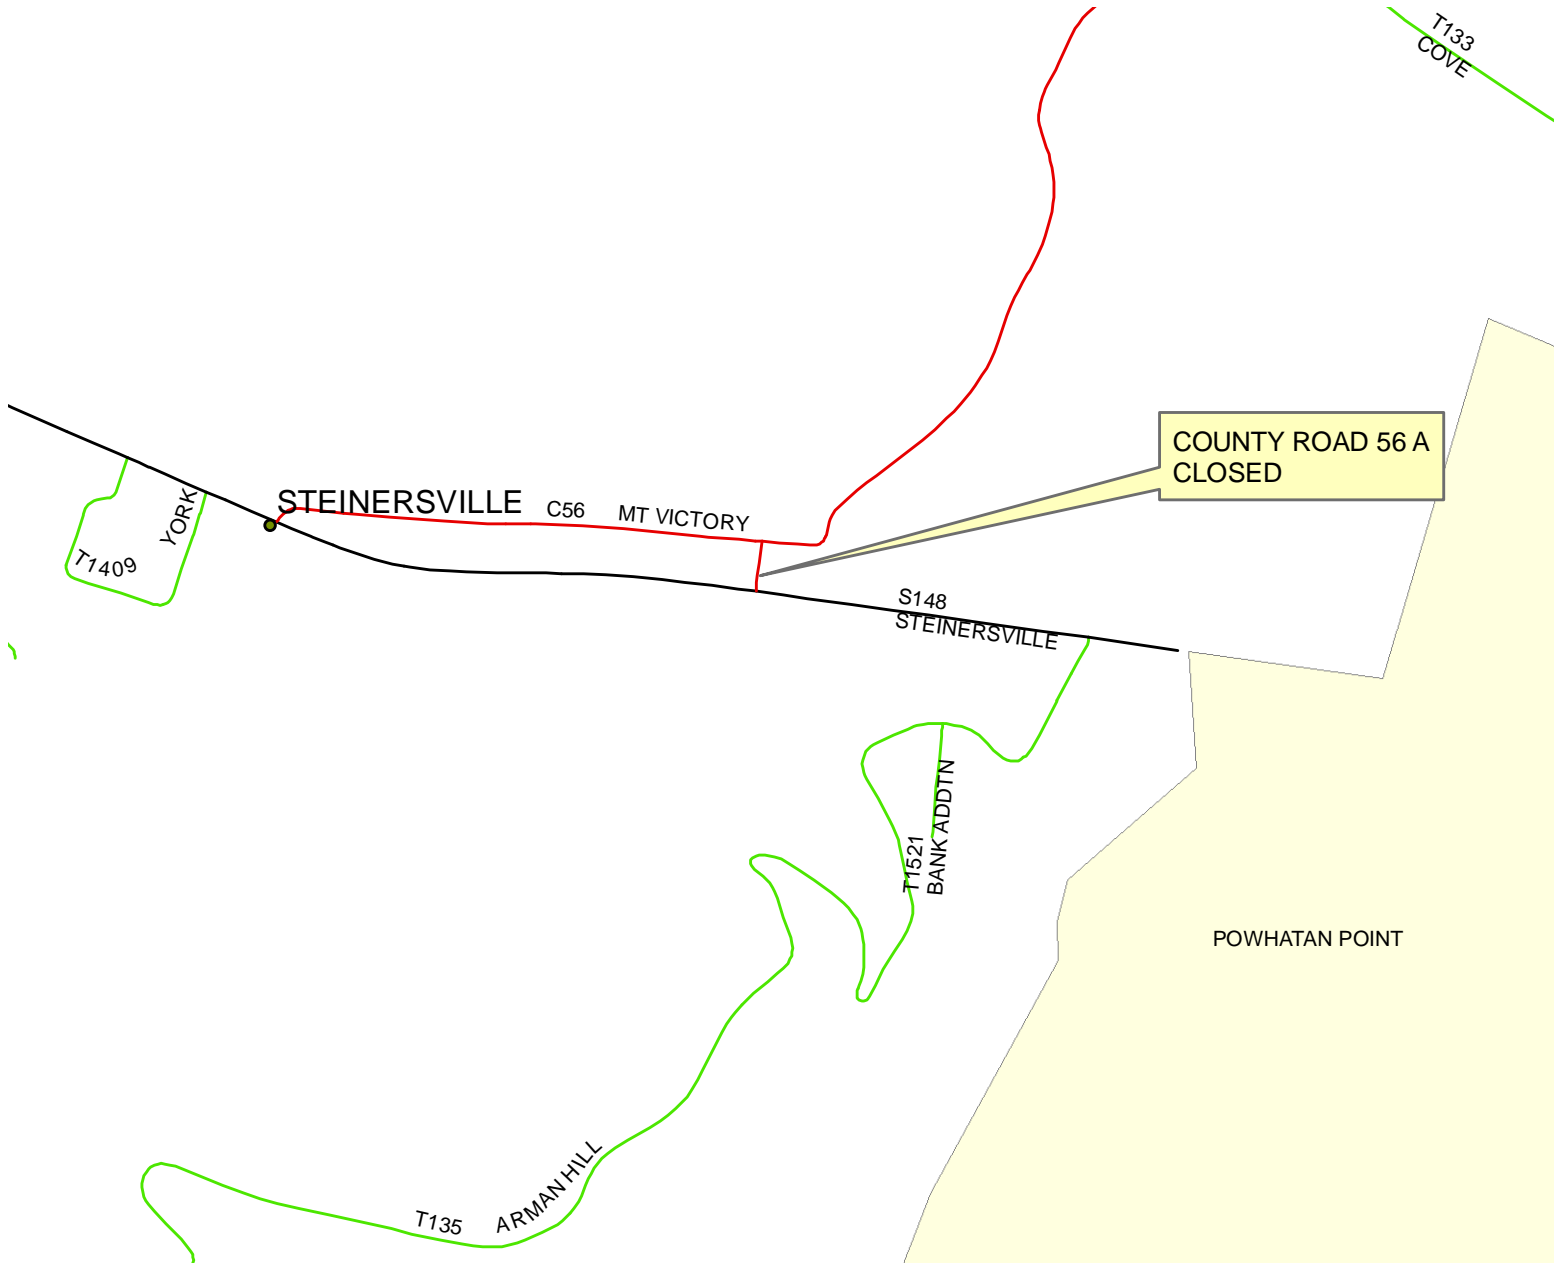 T133
COVE
COUNTY ROAD 56 A
CLOSED
STEINERSVILLE
C56
MT VICTORY
YORK
T1409
S148
STEINERSVILLE
T1521
BANK ADDTN
POWHATAN POINT
T135
ARMAN HILL